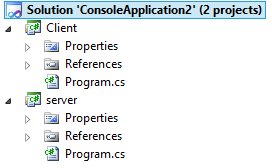 Solution 'ConsoleApplication2' (2 projects)
Client
Properties
References
Program.cs
server
Properties
References
Program.cs